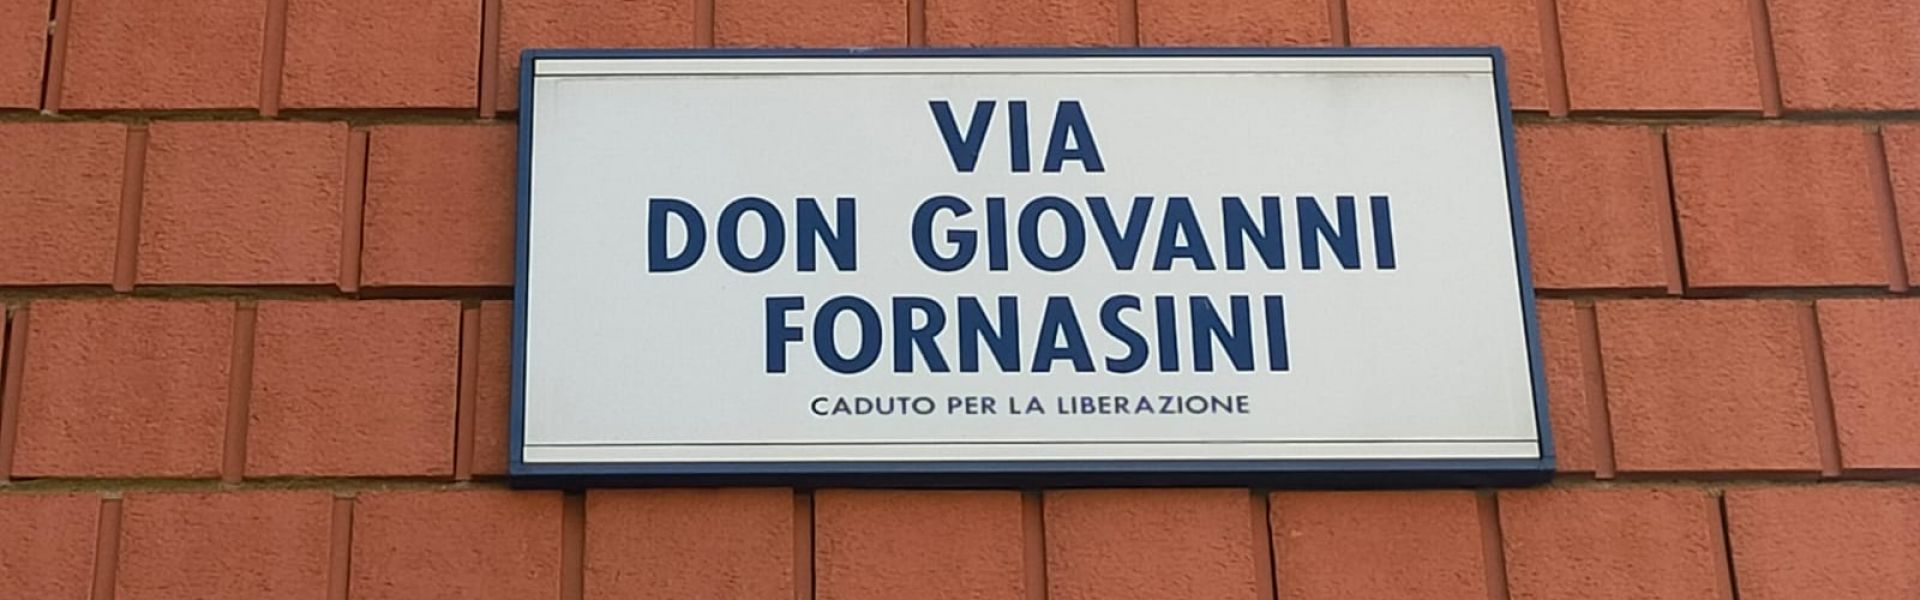 VIA
DON GIOVANNI
FORNASINI
CADUTO PER LA LIBERAZIONE